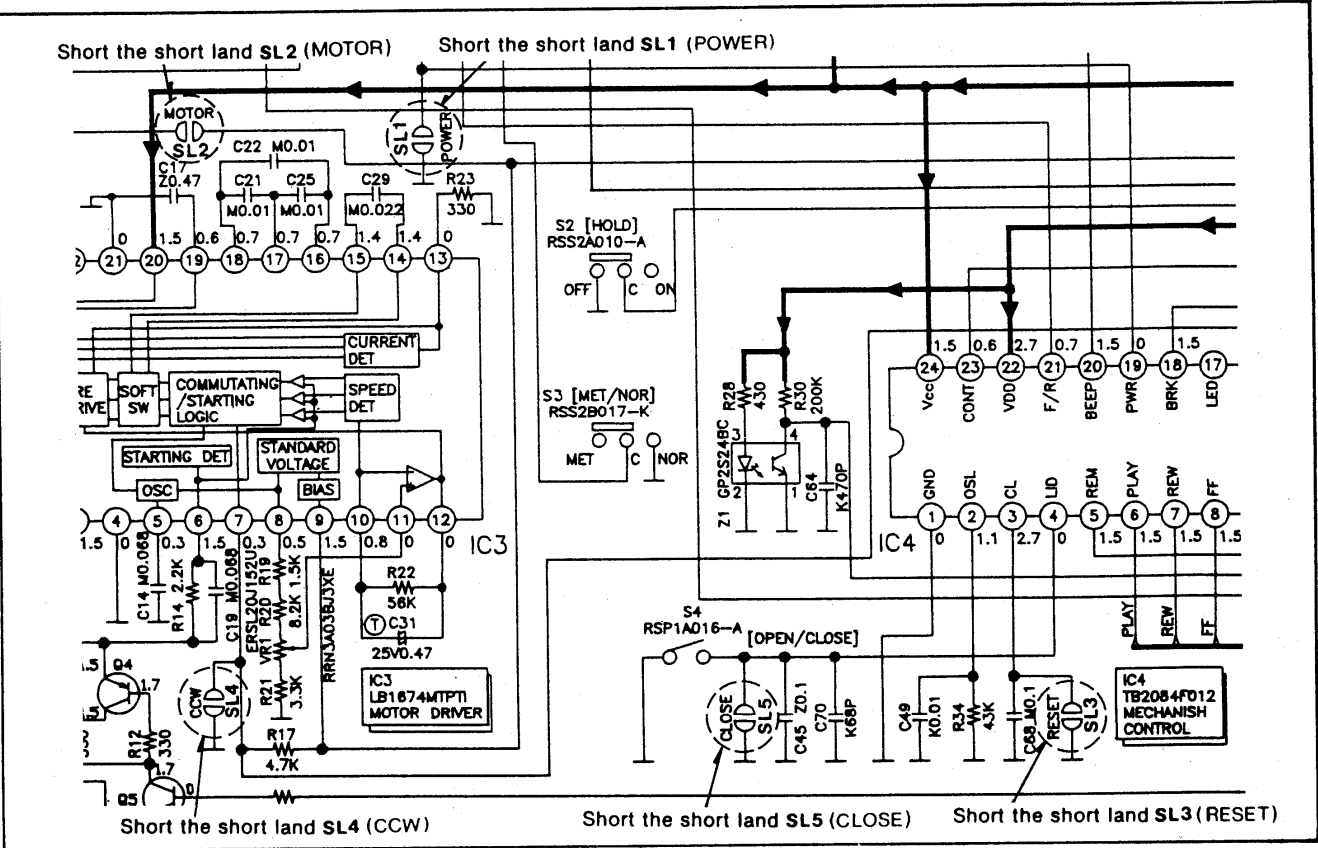 Short the short land SL2 (MOTOR)
Short the short land SL1 (POWER)
MOTOR
SL2
SL1
POWER
C22 M0.01
C17
Z0.47
C21
M0.01
C25
M0.01
C29
M0.022
R23
330
S2 [HOLD]
RSS2A010-A
OFF C ON
0 1.5 0.6 0.7 0.7 0.7 1.4 1.4 0
21 20 19 18 17 16 15 14 13
CURRENT
DET
RE
RIVE
SOFT
SW
COMMUTATING
/STARTING
LOGIC
SPEED
DET
STARTING DET
STANDARD
VOLTAGE
OSC
BIAS
S3 [MET/NOR]
RSS2B017-K
MET C NOR
R28
430
R30
200K
3 4
2 1
Z1 GP2S24BC
C64
K470P
1.5 0.6 2.7 0.7 1.5 0 1.5
24 23 22 21 20 19 18 17
Vcc
CONT
VDD
F/R
BEEP
PWR
BRK
LED
GND
OSL
CL
LID
REM
PLAY
REW
FF
1 2 3 4 5 6 7 8
IC4
1.1 2.7 0 1.5 1.5 1.5 1.5
4 5 6 7 8 9 10 11 12
1.5 0 0.3 1.5 0.3 0.5 1.5 0.8 0 0
IC3
C14 M0.068
R14 2.2K
C19 M0.068
ERSL20J152U
VR1
R20
8.2K
R19
1.5K
R21
3.3K
RRN3A03BJ3XE
R22
56K
T C31
25V0.47
S4
RSP1A016-A
[OPEN/CLOSE]
PLAY
REW
FF
1.5
Q4
1.7
R12
330
1.7
Q5
0
CCW
SL4
R17
4.7K
IC3
LB1674MTPT1
MOTOR DRIVER
CLOSE
SL5
C45 Z0.1
C70
K68P
C49
K0.01
R34
43K
C68 M0.1
RESET
SL3
IC4
TB2084F012
MECHANISH
CONTROL
Short the short land SL4 (CCW)
Short the short land SL5 (CLOSE)
Short the short land SL3 (RESET)